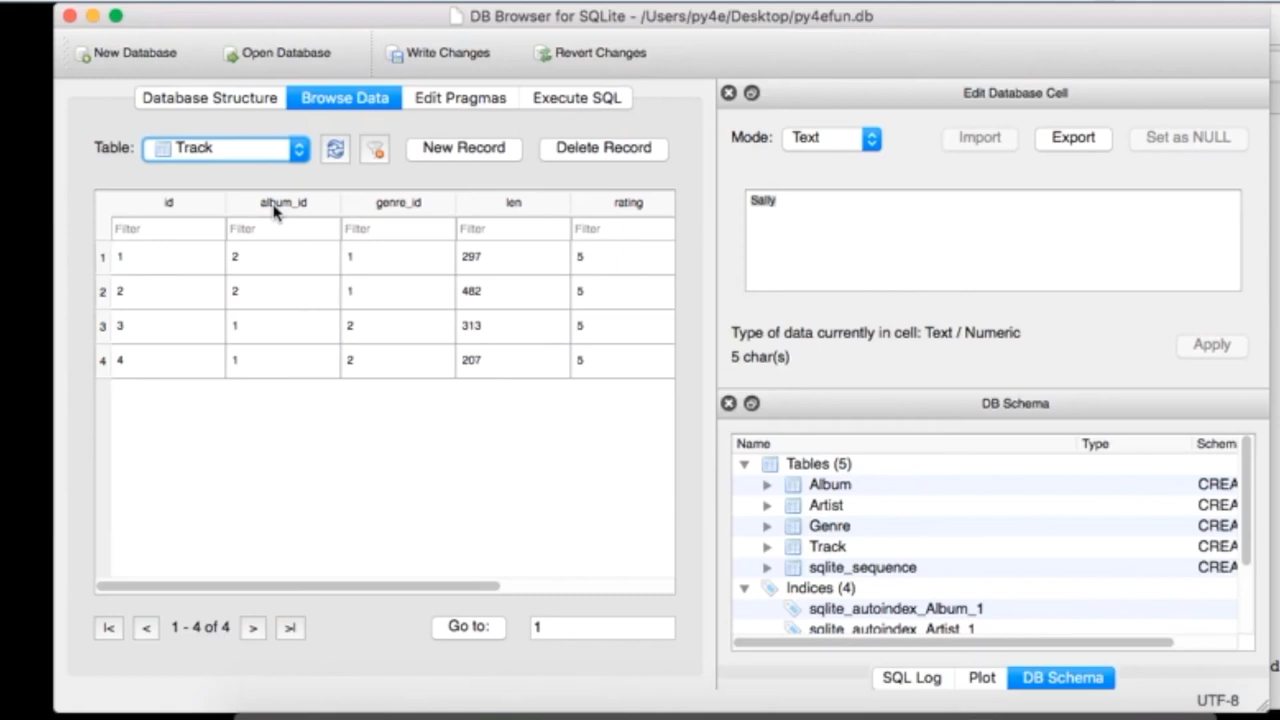 DB Browser for SQLite - /Users/py4e/Desktop/py4efun.db
New Database Open Database Write Changes Revert Changes
Database Structure Browse Data Edit Pragmas Execute SQL
Table: Track New Record Delete Record
id album_id genre_id len rating
Filter Filter Filter Filter Filter
1 1 2 1 297 5
2 2 2 1 482 5
3 3 1 2 313 5
4 4 1 2 207 5
|< < 1 - 4 of 4 > >| Go to: 1
Edit Database Cell
Mode: Text Import Export Set as NULL
Sally
Type of data currently in cell: Text / Numeric
5 char(s)
Apply
DB Schema
Name Type Schem
Tables (5)
Album CREA
Artist CREA
Genre CREA
Track CREA
sqlite_sequence CREA
Indices (4)
sqlite_autoindex_Album_1
sqlite_autoindex_Artist_1
SQL Log Plot DB Schema
UTF-8